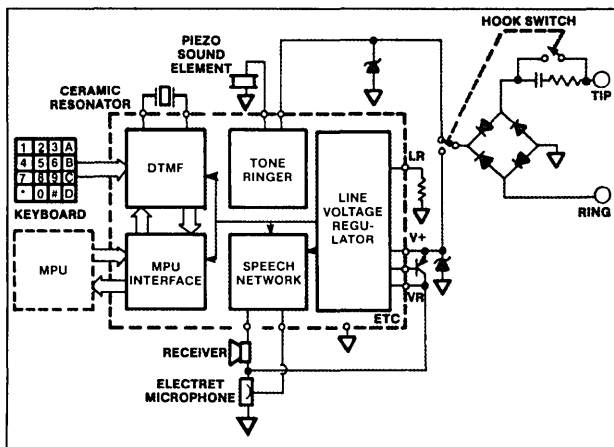 HOOK SWITCH
PIEZO
SOUND
ELEMENT
CERAMIC
RESONATOR
TIP
1 2 3 A
4 5 6 B
7 8 9 C
* 0 # D
KEYBOARD
DTMF
TONE
RINGER
LR
LINE
VOLTAGE
REGU-
LATOR
RING
MPU
MPU
INTERFACE
SPEECH
NETWORK
V+
VR
ETC
RECEIVER
ELECTRET
MICROPHONE